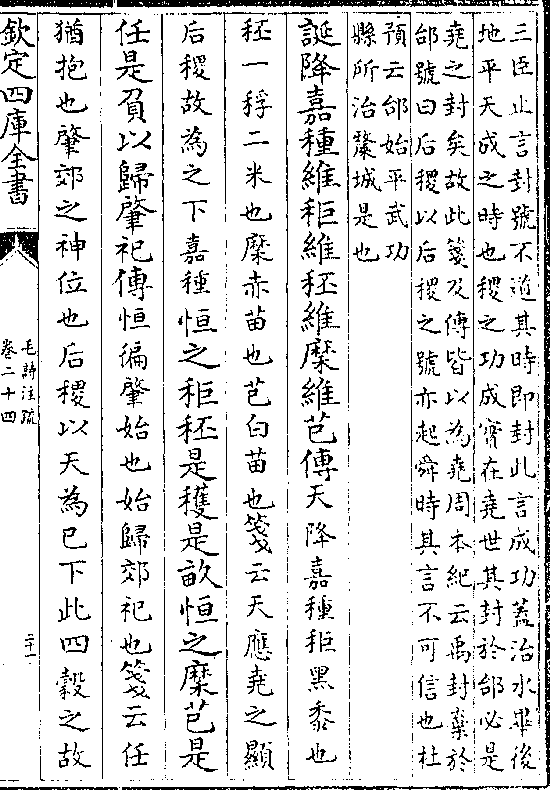 三臣止言封號不道其時即封此言成功蓋治水畢後
地平天成之時也稷之功成實在堯世其封於邰必是
堯之封矣故此箋及傳皆以為堯周本紀云禹封棄於
邰號曰后稷以后稷之號亦起舜時其言不可信也杜
預云邰始平武功
縣所治釐城是也
誕降嘉種維秬維秠維穈維芑傳天降嘉種秬黑黍也
秠一稃二米也穈赤苗也芑白苗也箋云天應堯之顯
后稷故為之下嘉種恒之秬秠是穫是畝恒之穈芑是
任是負以歸肇祀傳恒徧肇始也始歸郊祀也箋云任
猶抱也肇郊之神位也后稷以天為已下此四穀之故
欽定四庫全書
毛詩注疏
卷二十四
二十一